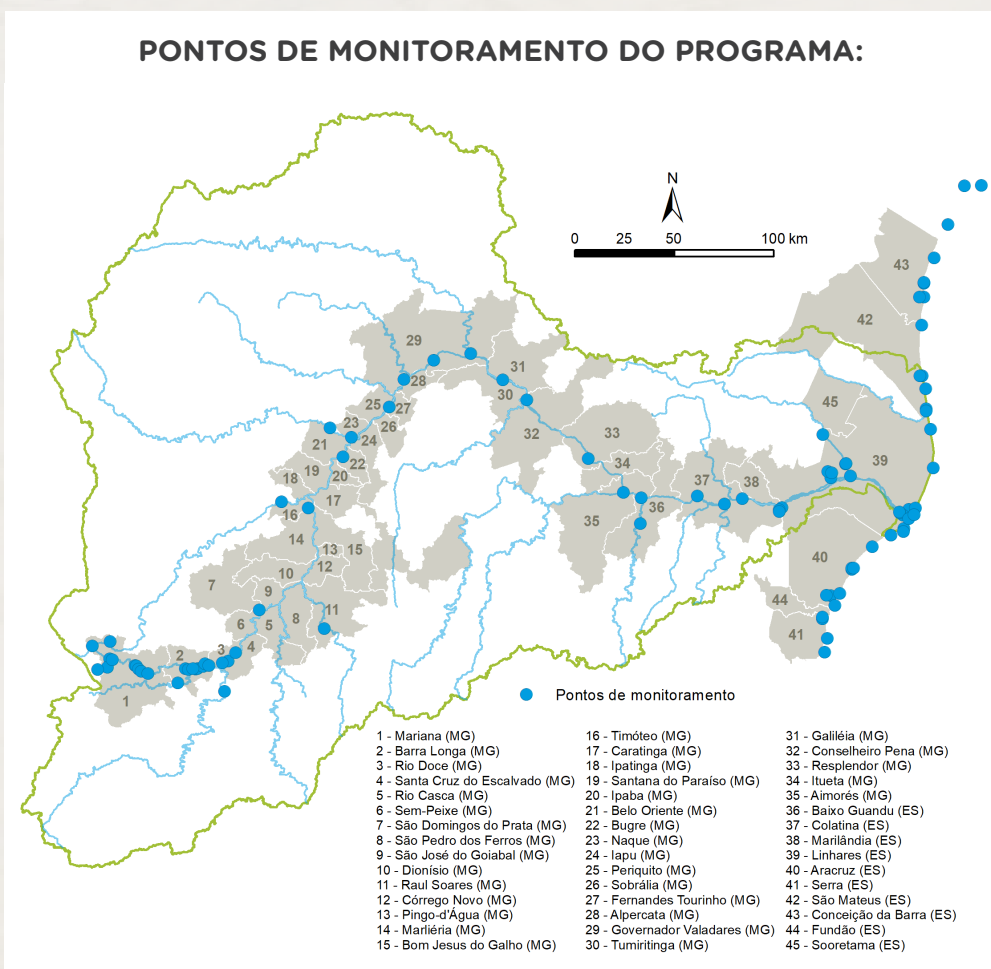 PONTOS DE MONITORAMENTO DO PROGRAMA:
N
0 25 50 100 km
43
42
29
31
28
30
25
27
45
23
26
21
24
32
33
39
22
19
20
34
18
37
38
17
36
16
35
14
13
15
40
12
10
7
9
44
11
6
5
8
41
3
4
2
1
Pontos de monitoramento
1 - Mariana (MG)
2 - Barra Longa (MG)
3 - Rio Doce (MG)
4 - Santa Cruz do Escalvado (MG)
5 - Rio Casca (MG)
6 - Sem-Peixe (MG)
7 - São Domingos do Prata (MG)
8 - São Pedro dos Ferros (MG)
9 - São José do Goiabal (MG)
10 - Dionísio (MG)
11 - Raul Soares (MG)
12 - Córrego Novo (MG)
13 - Pingo-d'Água (MG)
14 - Marliéria (MG)
15 - Bom Jesus do Galho (MG)
16 - Timóteo (MG)
17 - Caratinga (MG)
18 - Ipatinga (MG)
19 - Santana do Paraíso (MG)
20 - Ipaba (MG)
21 - Belo Oriente (MG)
22 - Bugre (MG)
23 - Naque (MG)
24 - Iapu (MG)
25 - Periquito (MG)
26 - Sobrália (MG)
27 - Fernandes Tourinho (MG)
28 - Alpercata (MG)
29 - Governador Valadares (MG)
30 - Tumiritinga (MG)
31 - Galiléia (MG)
32 - Conselheiro Pena (MG)
33 - Resplendor (MG)
34 - Itueta (MG)
35 - Aimorés (MG)
36 - Baixo Guandu (ES)
37 - Colatina (ES)
38 - Marilândia (ES)
39 - Linhares (ES)
40 - Aracruz (ES)
41 - Serra (ES)
42 - São Mateus (ES)
43 - Conceição da Barra (ES)
44 - Fundão (ES)
45 - Sooretama (ES)